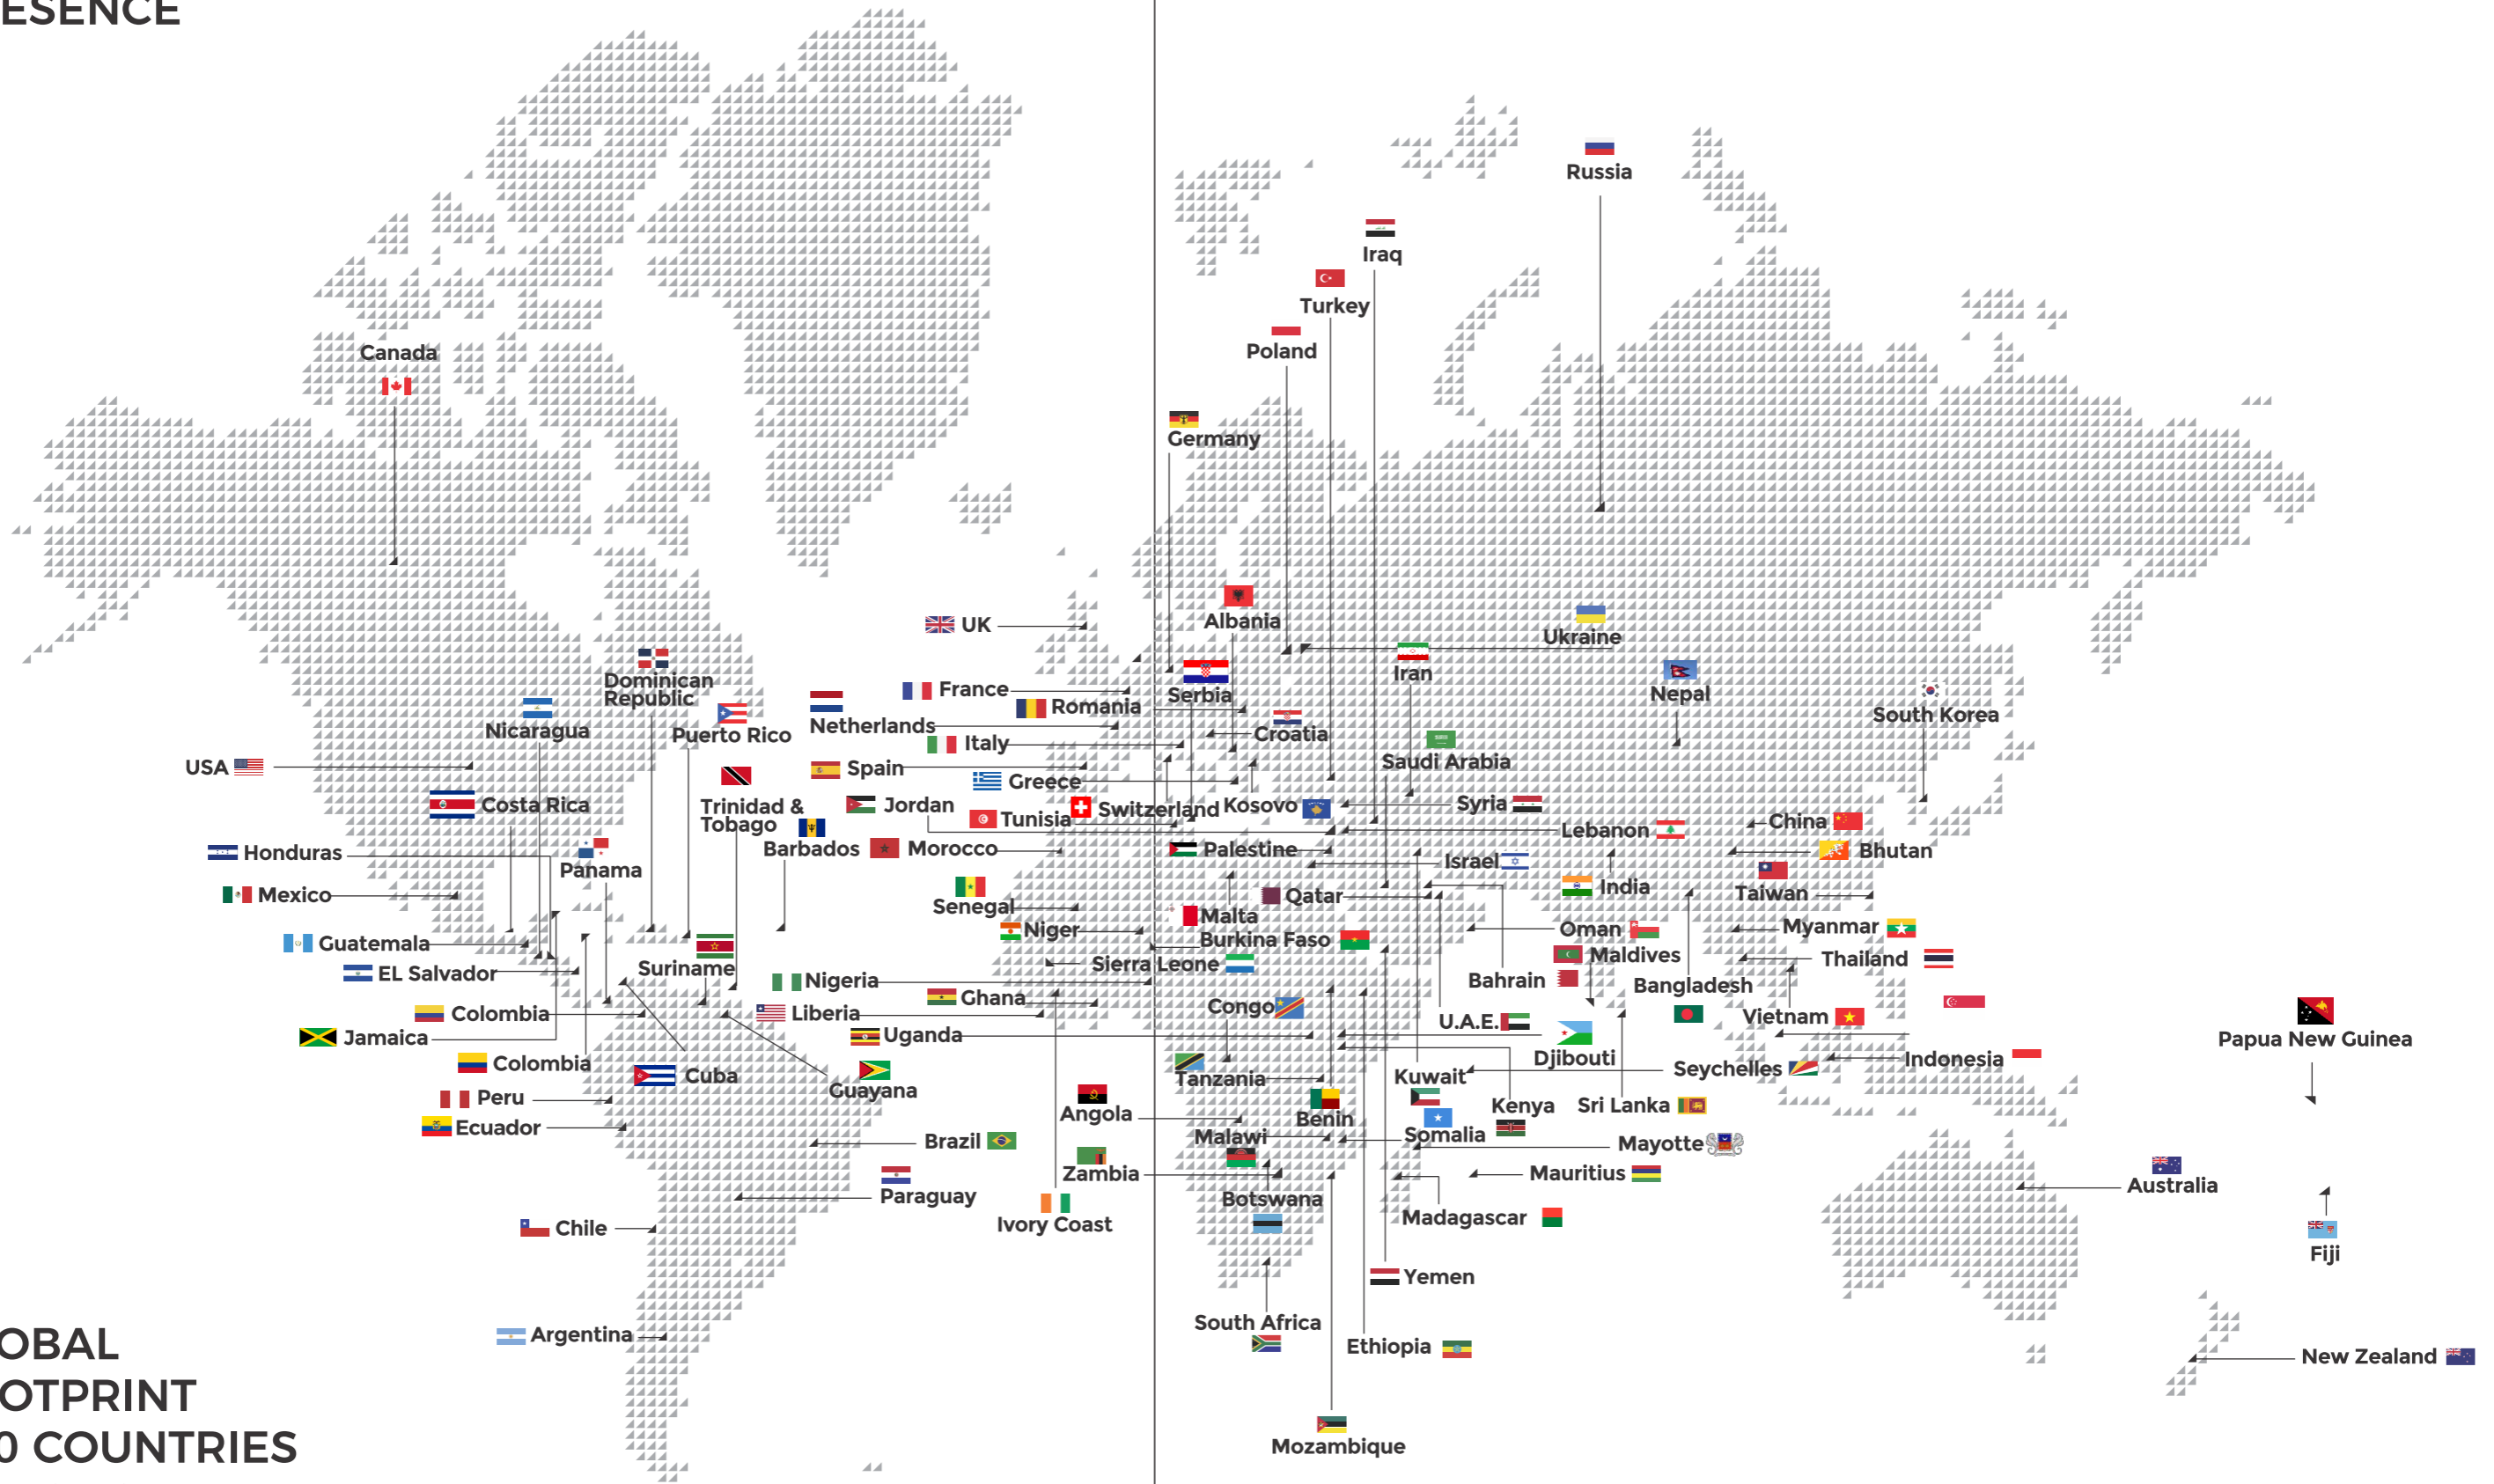 ESENCE
Russia
Iraq
Turkey
Poland
Canada
Germany
Albania
UK
Ukraine
Iran
Dominican
Republic
France
Serbia
Nepal
Romania
Nicaragua
Puerto Rico
Netherlands
Croatia
South Korea
Italy
USA
Spain
Saudi Arabia
Greece
Costa Rica
Trinidad &
Tobago
Jordan
Tunisia
Switzerland
Kosovo
Syria
China
Lebanon
Honduras
Barbados
Morocco
Palestine
Israel
Bhutan
Panama
India
Mexico
Taiwan
Senegal
Qatar
Malta
Niger
Guatemala
Burkina Faso
Oman
Myanmar
EL Salvador
Suriname
Sierra Leone
Maldives
Thailand
Nigeria
Bahrain
Bangladesh
Ghana
Congo
Colombia
Liberia
U.A.E.
Vietnam
Jamaica
Uganda
Papua New Guinea
Colombia
Djibouti
Indonesia
Cuba
Tanzania
Kuwait
Seychelles
Guayana
Peru
Angola
Benin
Kenya
Sri Lanka
Ecuador
Brazil
Malawi
Somalia
Mayotte
Zambia
Mauritius
Paraguay
Botswana
Australia
Chile
Ivory Coast
Madagascar
Fiji
Yemen
South Africa
Argentina
Ethiopia
New Zealand
Mozambique
OBAL
OTPRINT
0 COUNTRIES